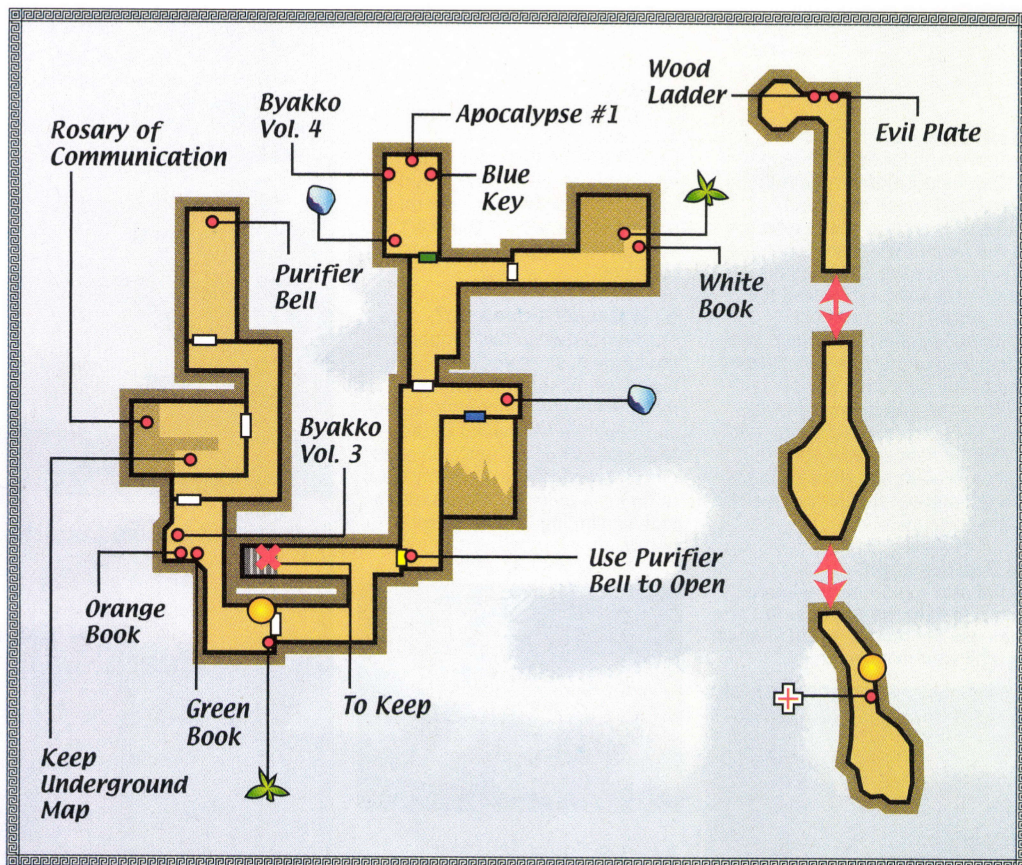 Wood
Ladder
Evil Plate
Byakko
Vol. 4
Apocalypse #1
Blue
Key
Rosary of
Communication
Purifier
Bell
White
Book
Byakko
Vol. 3
Use Purifier
Bell to Open
Orange
Book
Green
Book
To Keep
Keep
Underground
Map